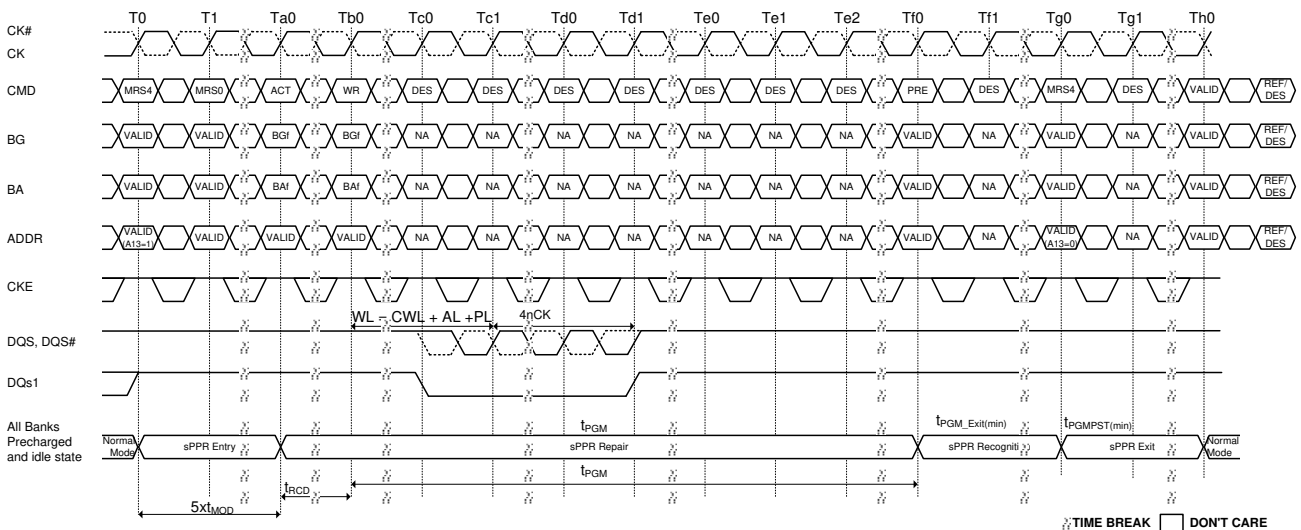 T0 T1 Ta0 Tb0 Tc0 Tc1 Td0 Td1 Te0 Te1 Te2 Tf0 Tf1 Tg0 Tg1 Th0
CK#
CK
CMD MRS4 MRS0 ACT WR DES DES DES DES DES DES DES PRE DES MRS4 DES VALID REF/
DES
BG VALID VALID BGf BGf NA NA NA NA NA NA NA VALID NA VALID NA VALID REF/
DES
BA VALID VALID BAf BAf NA NA NA NA NA NA NA VALID NA VALID NA VALID REF/
DES
ADDR VALID
(A13=1) VALID VALID VALID NA NA NA NA NA NA NA VALID NA VALID
(A13=0) NA VALID REF/
DES
CKE
WL – CWL + AL +PL 4nCK
DQS, DQS#
DQs1
All Banks
Precharged
and idle state
tPGM tPGM_Exit(min) tPGMPST(min)
Normal
Mode sPPR Entry sPPR Repair sPPR Recogniti sPPR Exit Normal
Mode
tPGM
tRCD
5xtMOD
TIME BREAK DON'T CARE